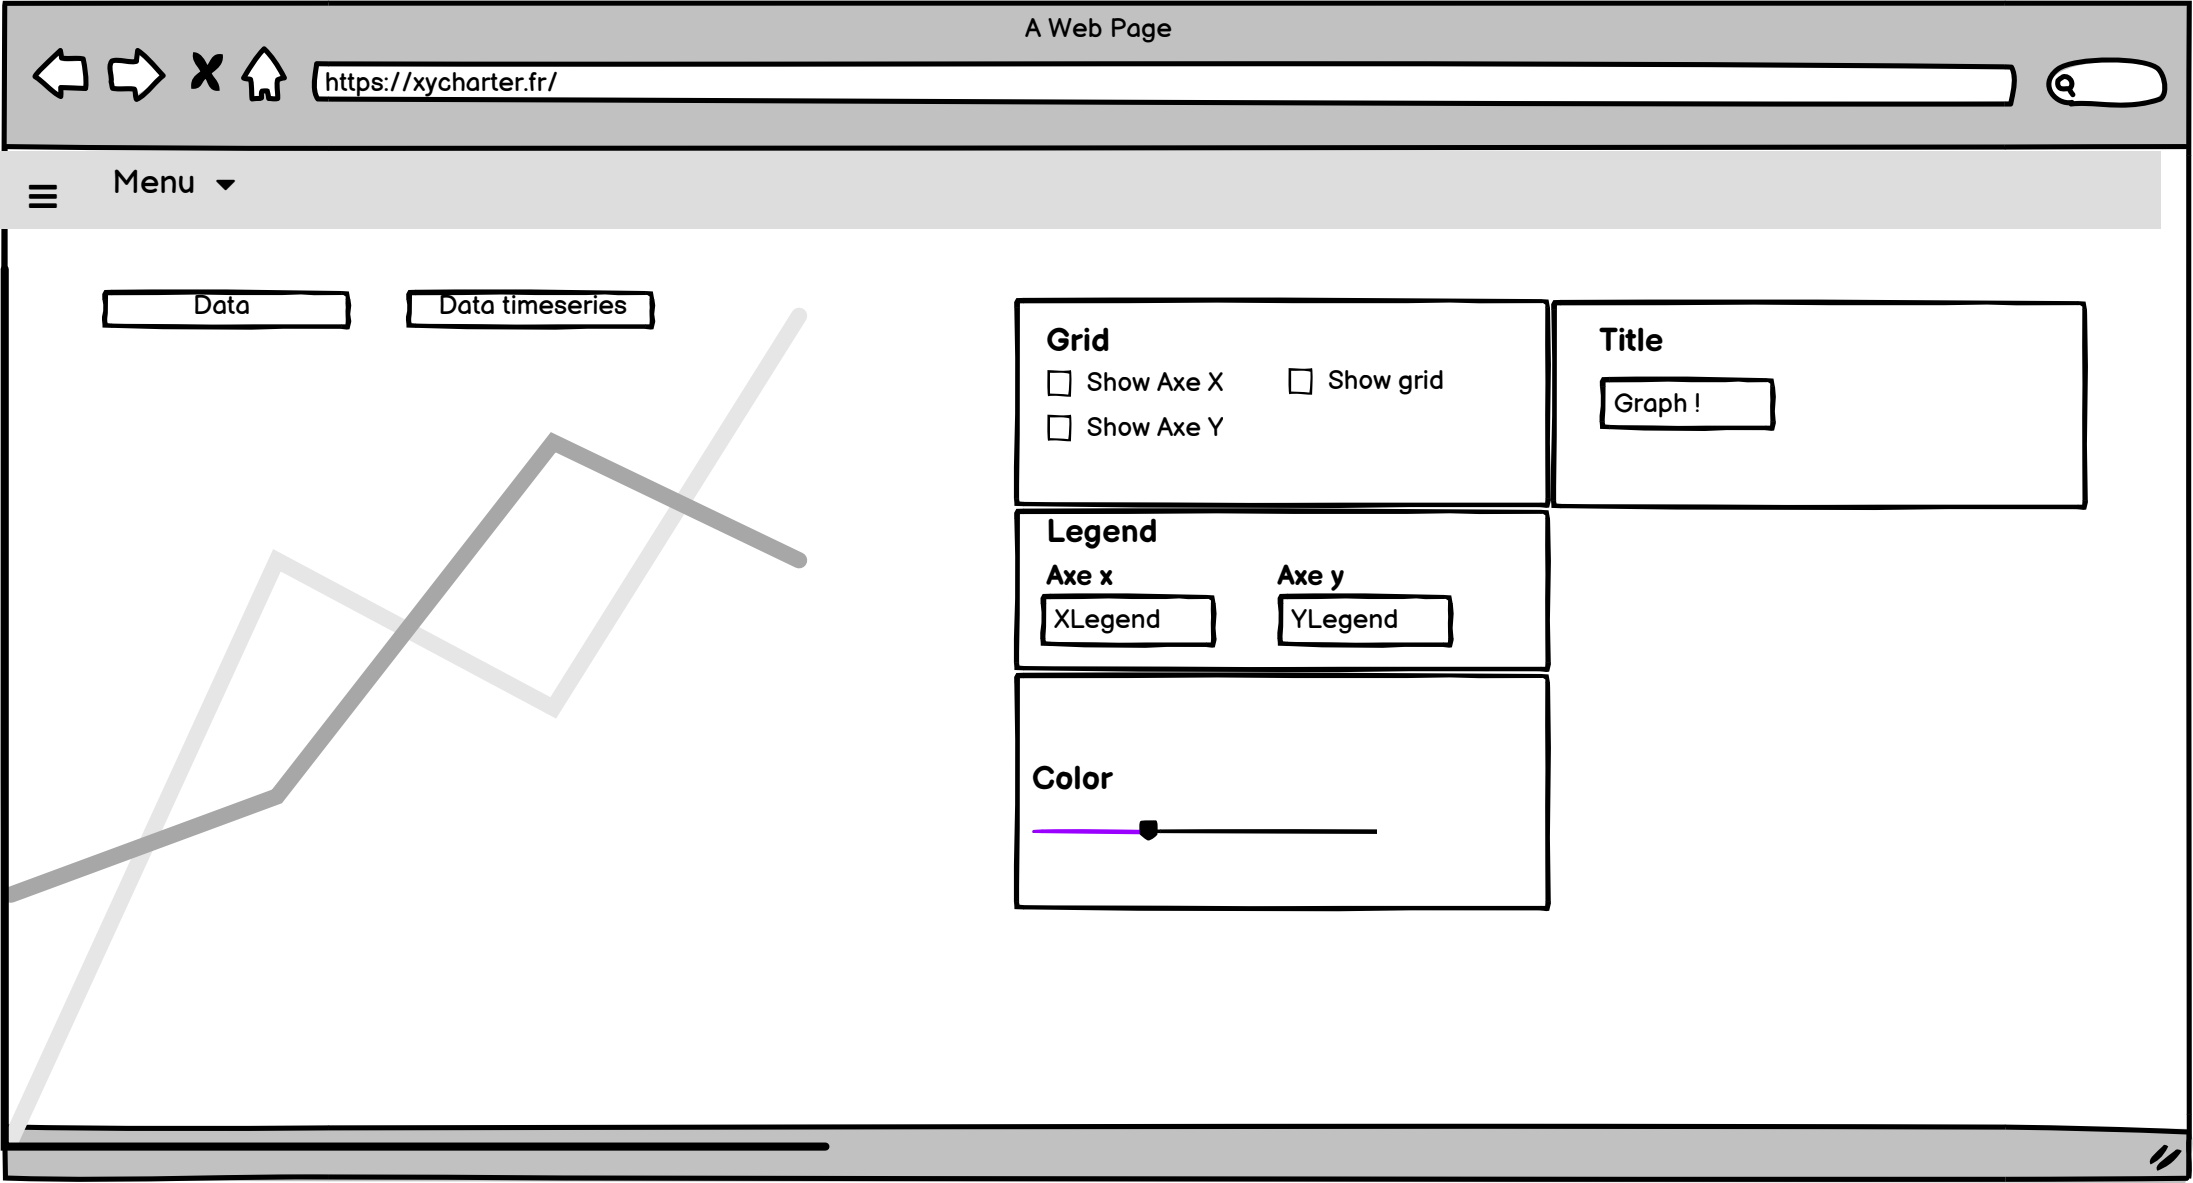 A Web Page
https://xycharter.fr/
Menu
Data
Data timeseries
Grid
Show Axe X
Show grid
Show Axe Y
Title
Graph !
Legend
Axe x
Axe y
XLegend
YLegend
Color